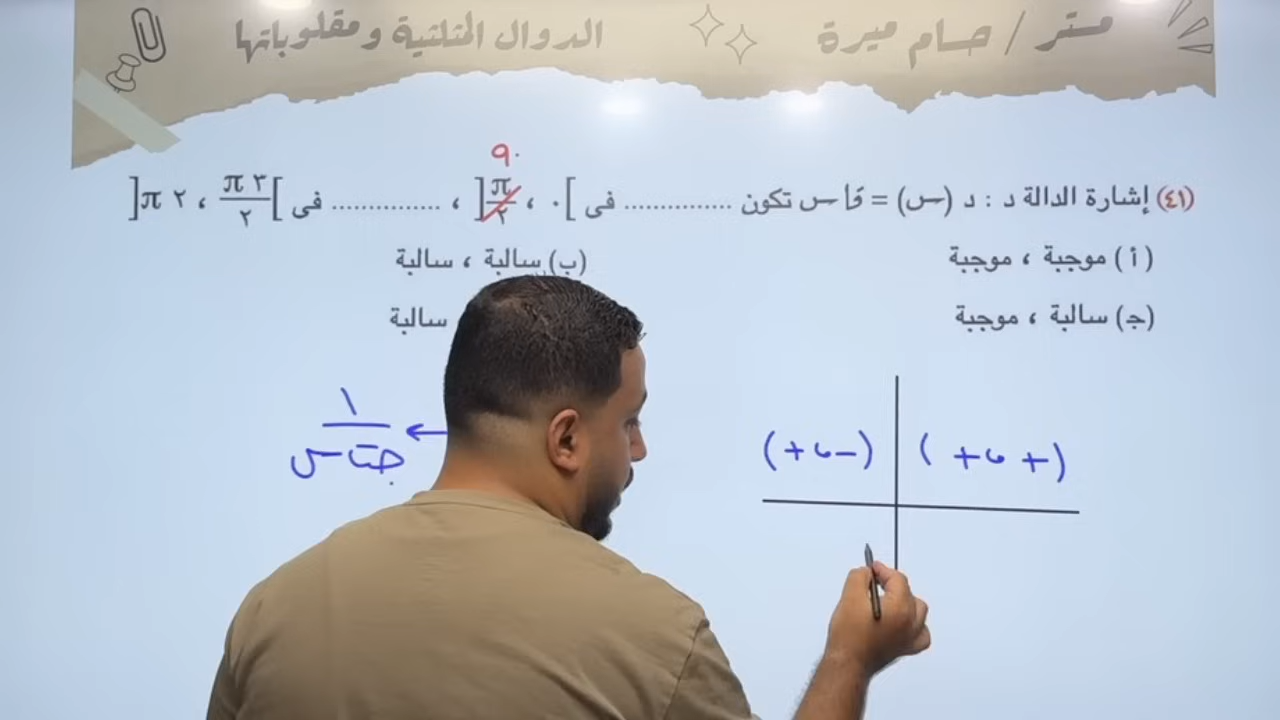 مستر / حسام ميرة
الدوال المثلثية ومقلوباتها
٩٠
(٤١) إشارة الدالة د : د (س) = قا س تكون ............... فى ]٠ ، π/٢[ ، ............... فى ]٣π/٢ ، ٢π[
(أ) موجبة ، موجبة
(ب) سالبة ، سالبة
(ج) سالبة ، موجبة
سالبة
١/جتا س ←
(+ ، +)
(- ، +)